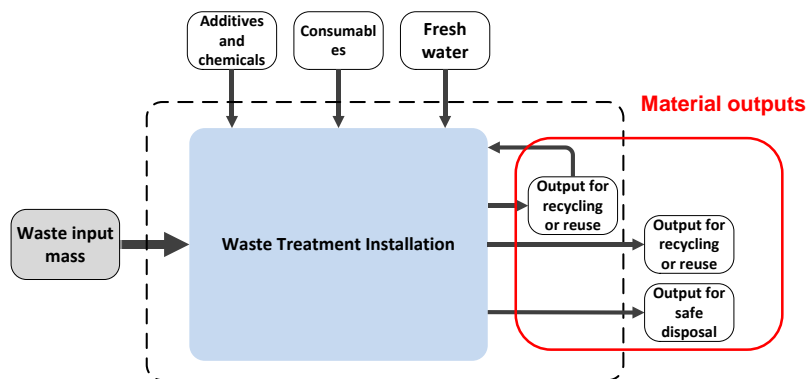 Additives
and
chemicals
Consumabl
es
Fresh
water
Material outputs
Output for
recycling
or reuse
Waste input
mass
Waste Treatment Installation
Output for
recycling
or reuse
Output for
safe
disposal